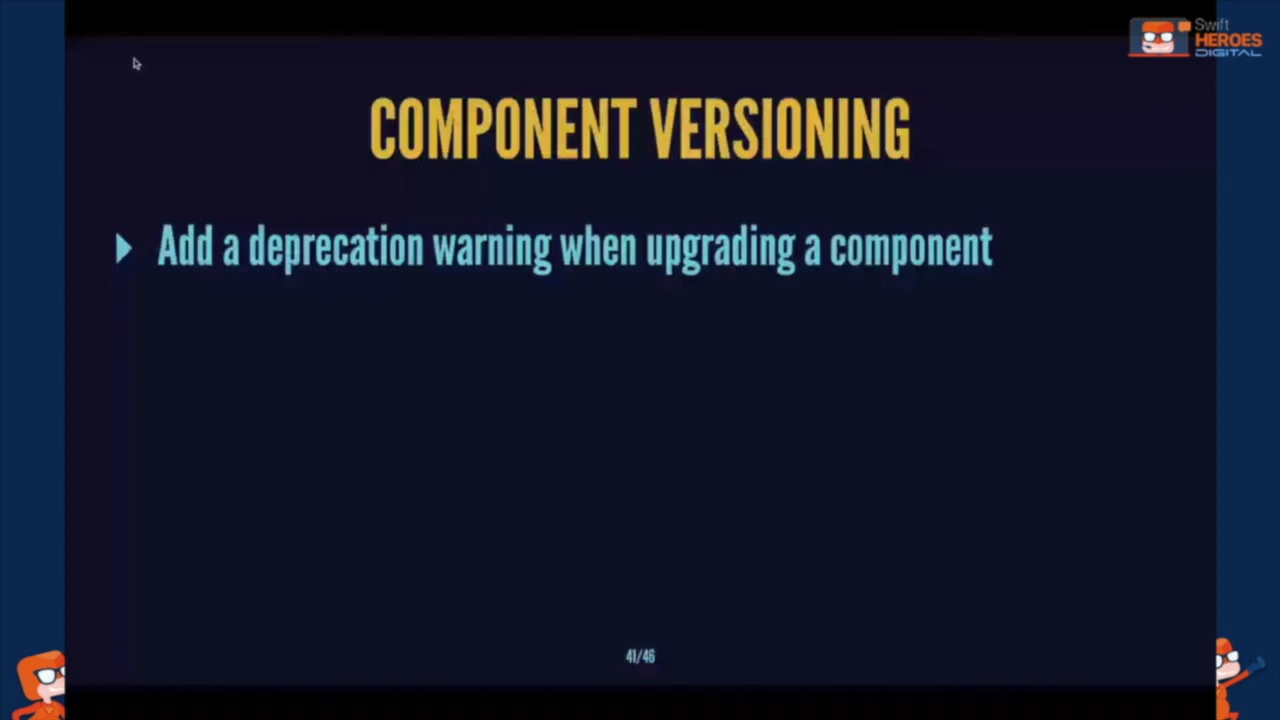 Swift
HEROES
DIGITAL
COMPONENT VERSIONING
Add a deprecation warning when upgrading a component
41/46